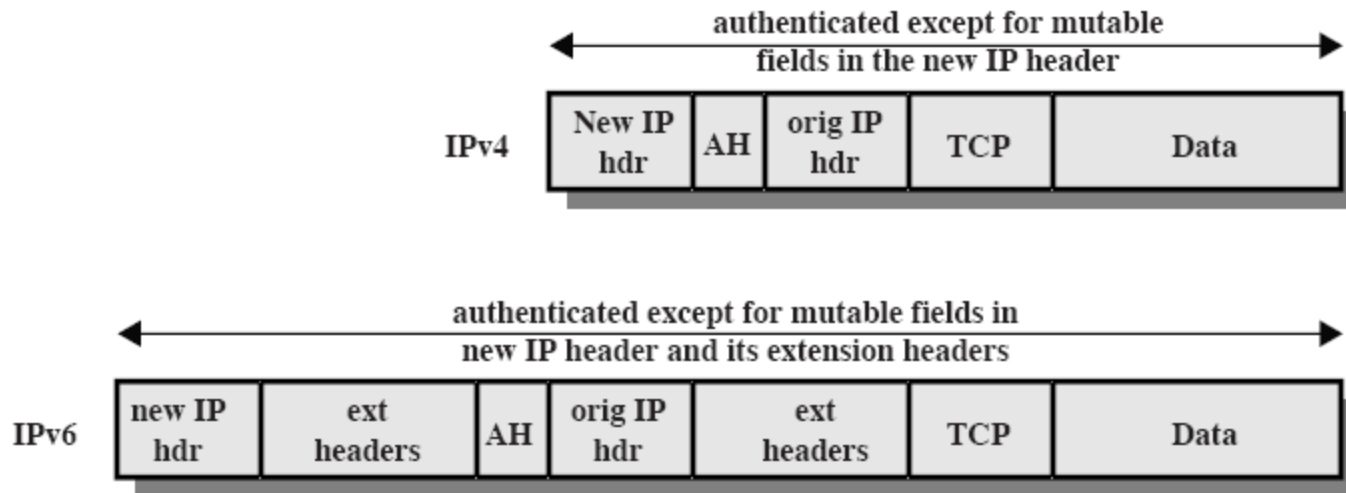 authenticated except for mutable
fields in the new IP header
IPv4
New IP hdr
AH
orig IP hdr
TCP
Data
authenticated except for mutable fields in
new IP header and its extension headers
IPv6
new IP hdr
ext headers
AH
orig IP hdr
ext headers
TCP
Data